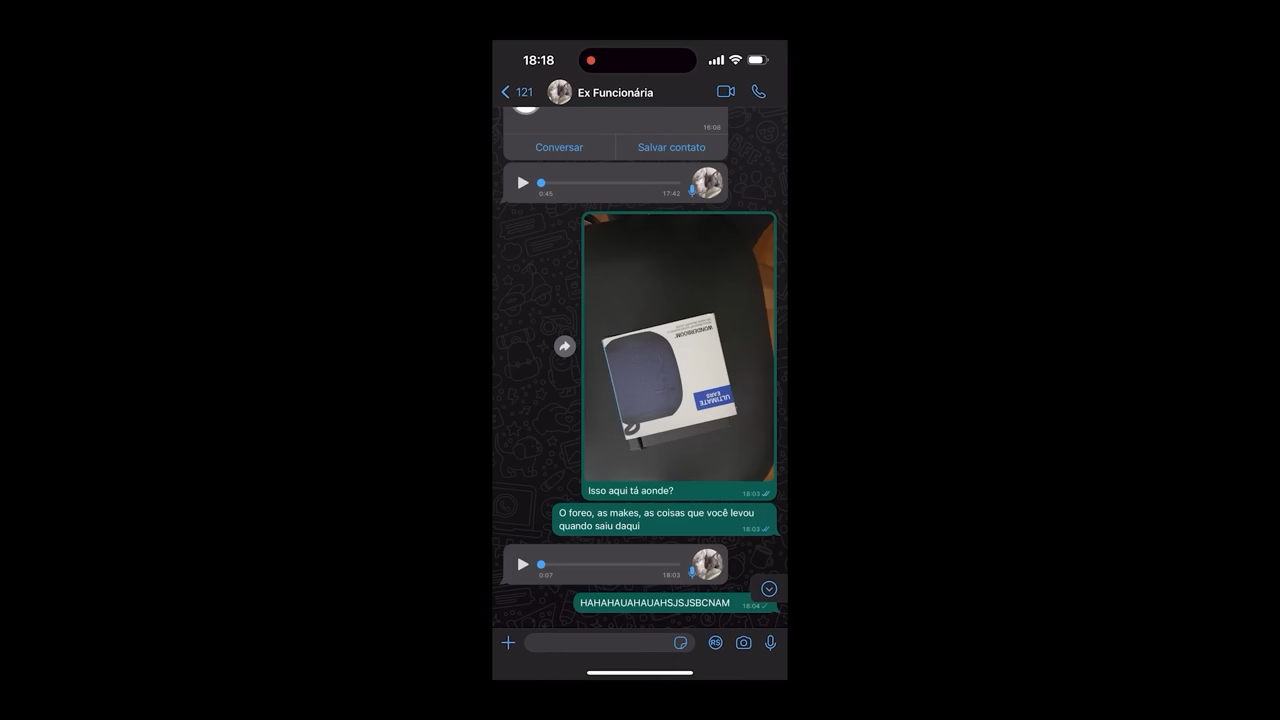 18:18
121
Ex Funcionária
16:08
Conversar
Salvar contato
0:45
17:42
WONDERBOOM
ULTIMATE
EARS
Isso aqui tá aonde?
18:03
O foreo, as makes, as coisas que você levou
quando saiu daqui
18:03
0:07
18:03
HAHAHAUAHAUAHSJSJSBCNAM
18:04
RS